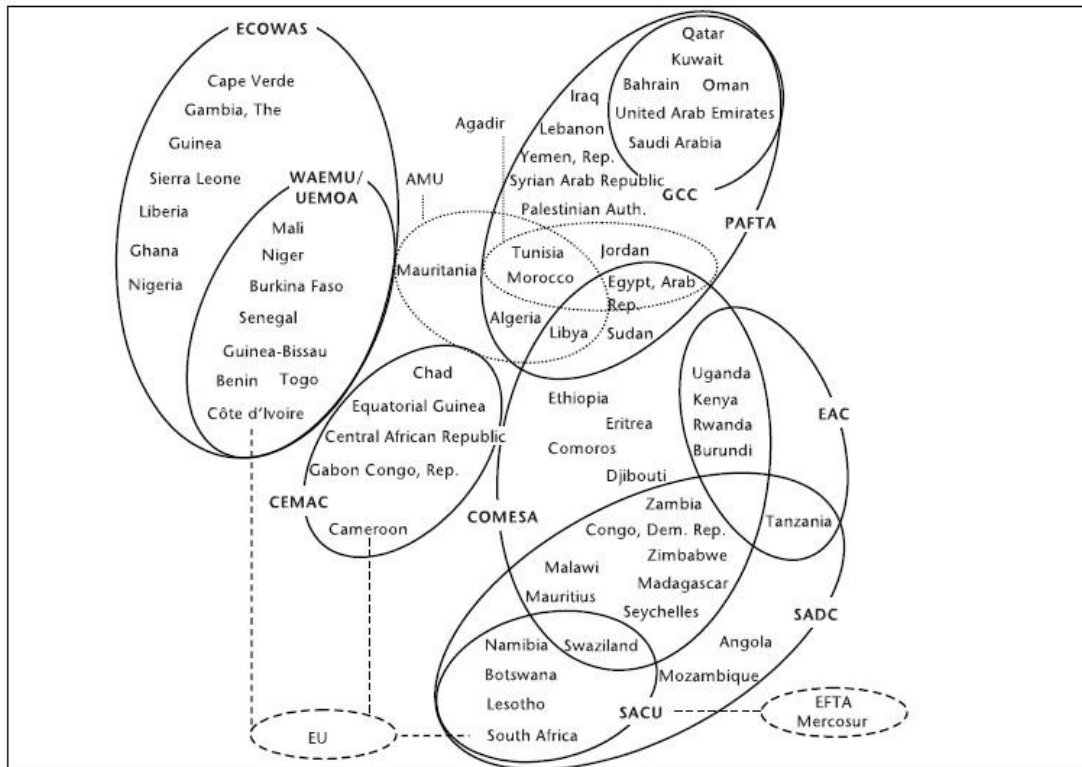 ECOWAS
Cape Verde
Gambia, The
Guinea
Sierra Leone
Liberia
Ghana
Nigeria
WAEMU/
UEMOA
Mali
Niger
Burkina Faso
Senegal
Guinea-Bissau
Benin Togo
Côte d'Ivoire
AMU
Agadir
Mauritania
Qatar
Kuwait
Bahrain Oman
United Arab Emirates
Saudi Arabia
GCC
PAFTA
Iraq
Lebanon
Yemen, Rep.
Syrian Arab Republic
Palestinian Auth.
Tunisia
Morocco
Jordan
Egypt, Arab
Rep.
Algeria
Libya
Sudan
Chad
Equatorial Guinea
Central African Republic
Gabon Congo, Rep.
CEMAC
Cameroon
COMESA
Ethiopia
Eritrea
Comoros
Djibouti
Uganda
Kenya
Rwanda
Burundi
EAC
Tanzania
Zambia
Congo, Dem. Rep.
Zimbabwe
Malawi
Madagascar
Mauritius
Seychelles
SADC
Angola
Mozambique
Namibia
Swaziland
Botswana
Lesotho
South Africa
SACU
EU
EFTA
Mercosur